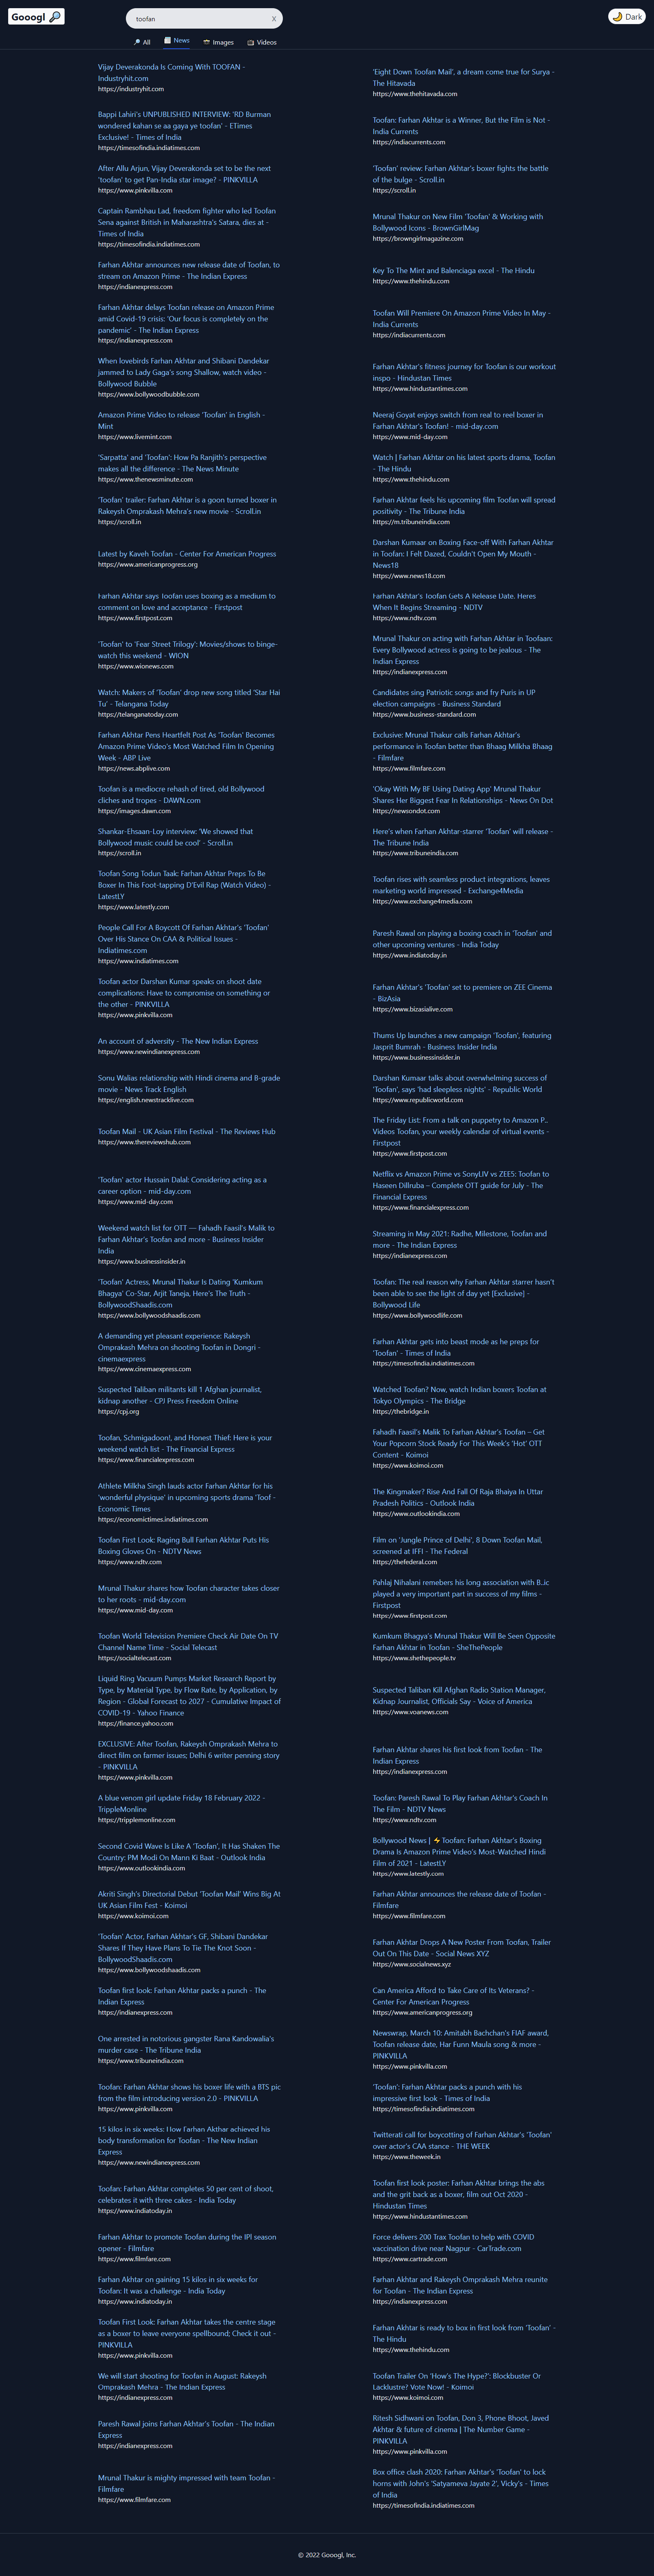 Gooogl 🔎
toofan
X
🌙 Dark
🔎 All
📰 News
📸 Images
📺 Videos
Vijay Deverakonda Is Coming With TOOFAN -
Industryhit.com
https://industryhit.com
'Eight Down Toofan Mail', a dream come true for Surya -
The Hitavada
https://www.thehitavada.com
Bappi Lahiri's UNPUBLISHED INTERVIEW: 'RD Burman
wondered kahan se aa gaya ye toofan' - ETimes
Exclusive! - Times of India
https://timesofindia.indiatimes.com
Toofan: Farhan Akhtar is a Winner, But the Film is Not -
India Currents
https://indiacurrents.com
After Allu Arjun, Vijay Deverakonda set to be the next
'toofan' to get Pan-India star image? - PINKVILLA
https://www.pinkvilla.com
'Toofan' review: Farhan Akhtar's boxer fights the battle
of the bulge - Scroll.in
https://scroll.in
Captain Rambhau Lad, freedom fighter who led Toofan
Sena against British in Maharashtra's Satara, dies at -
Times of India
https://timesofindia.indiatimes.com
Mrunal Thakur on New Film 'Toofan' & Working with
Bollywood Icons - BrownGirlMag
https://browngirlmagazine.com
Farhan Akhtar announces new release date of Toofan, to
stream on Amazon Prime - The Indian Express
https://indianexpress.com
Key To The Mint and Balenciaga excel - The Hindu
https://www.thehindu.com
Farhan Akhtar delays Toofan release on Amazon Prime
amid Covid-19 crisis: 'Our focus is completely on the
pandemic' - The Indian Express
https://indianexpress.com
Toofan Will Premiere On Amazon Prime Video In May -
India Currents
https://indiacurrents.com
When lovebirds Farhan Akhtar and Shibani Dandekar
jammed to Lady Gaga's song Shallow, watch video -
Bollywood Bubble
https://www.bollywoodbubble.com
Farhan Akhtar's fitness journey for Toofan is our workout
inspo - Hindustan Times
https://www.hindustantimes.com
Amazon Prime Video to release 'Toofan' in English -
Mint
https://www.livemint.com
Neeraj Goyat enjoys switch from real to reel boxer in
Farhan Akhtar's Toofan! - mid-day.com
https://www.mid-day.com
'Sarpatta' and 'Toofan': How Pa Ranjith's perspective
makes all the difference - The News Minute
https://www.thenewsminute.com
Watch | Farhan Akhtar on his latest sports drama, Toofan
- The Hindu
https://www.thehindu.com
'Toofan' trailer: Farhan Akhtar is a goon turned boxer in
Rakeysh Omprakash Mehra's new movie - Scroll.in
https://scroll.in
Farhan Akhtar feels his upcoming film Toofan will spread
positivity - The Tribune India
https://m.tribuneindia.com
Latest by Kaveh Toofan - Center For American Progress
https://www.americanprogress.org
Darshan Kumaar on Boxing Face-off With Farhan Akhtar
in Toofan: I Felt Dazed, Couldn't Open My Mouth -
News18
https://www.news18.com
Farhan Akhtar says Toofan uses boxing as a medium to
comment on love and acceptance - Firstpost
https://www.firstpost.com
Farhan Akhtar's Toofan Gets A Release Date. Heres
When It Begins Streaming - NDTV
https://www.ndtv.com
'Toofan' to 'Fear Street Trilogy': Movies/shows to binge-
watch this weekend - WION
https://www.wionews.com
Mrunal Thakur on acting with Farhan Akhtar in Toofaan:
Every Bollywood actress is going to be jealous - The
Indian Express
https://indianexpress.com
Watch: Makers of 'Toofan' drop new song titled 'Star Hai
Tu' - Telangana Today
https://telanganatoday.com
Candidates sing Patriotic songs and fry Puris in UP
election campaigns - Business Standard
https://www.business-standard.com
Farhan Akhtar Pens Heartfelt Post As 'Toofan' Becomes
Amazon Prime Video's Most Watched Film In Opening
Week - ABP Live
https://news.abplive.com
Exclusive: Mrunal Thakur calls Farhan Akhtar's
performance in Toofan better than Bhaag Milkha Bhaag
- Filmfare
https://www.filmfare.com
Toofan is a mediocre rehash of tired, old Bollywood
cliches and tropes - DAWN.com
https://images.dawn.com
'Okay With My BF Using Dating App' Mrunal Thakur
Shares Her Biggest Fear In Relationships - News On Dot
https://newsondot.com
Shankar-Ehsaan-Loy interview: 'We showed that
Bollywood music could be cool' - Scroll.in
https://scroll.in
Here's when Farhan Akhtar-starrer 'Toofan' will release -
The Tribune India
https://www.tribuneindia.com
Toofan Song Todun Taak: Farhan Akhtar Preps To Be
Boxer In This Foot-tapping D'Evil Rap (Watch Video) -
LatestLY
https://www.latestly.com
Toofan rises with seamless product integrations, leaves
marketing world impressed - Exchange4Media
https://www.exchange4media.com
People Call For A Boycott Of Farhan Akhtar's 'Toofan'
Over His Stance On CAA & Political Issues -
Indiatimes.com
https://www.indiatimes.com
Paresh Rawal on playing a boxing coach in 'Toofan' and
other upcoming ventures - India Today
https://www.indiatoday.in
Toofan actor Darshan Kumar speaks on shoot date
complications: Have to compromise on something or
the other - PINKVILLA
https://www.pinkvilla.com
Farhan Akhtar's 'Toofan' set to premiere on ZEE Cinema
- BizAsia
https://www.bizasialive.com
An account of adversity - The New Indian Express
https://www.newindianexpress.com
Thums Up launches a new campaign 'Toofan', featuring
Jasprit Bumrah - Business Insider India
https://www.businessinsider.in
Sonu Walias relationship with Hindi cinema and B-grade
movie - News Track English
https://english.newstracklive.com
Darshan Kumaar talks about overwhelming success of
'Toofan', says 'had sleepless nights' - Republic World
https://www.republicworld.com
Toofan Mail - UK Asian Film Festival - The Reviews Hub
https://www.thereviewshub.com
The Friday List: From a talk on puppetry to Amazon P...
Videos Toofan, your weekly calendar of virtual events -
Firstpost
https://www.firstpost.com
'Toofan' actor Hussain Dalal: Considering acting as a
career option - mid-day.com
https://www.mid-day.com
Netflix vs Amazon Prime vs SonyLIV vs ZEE5: Toofan to
Haseen Dillruba – Complete OTT guide for July - The
Financial Express
https://www.financialexpress.com
Weekend watch list for OTT — Fahadh Faasil's Malik to
Farhan Akhtar's Toofan and more - Business Insider
India
https://www.businessinsider.in
Streaming in May 2021: Radhe, Milestone, Toofan and
more - The Indian Express
https://indianexpress.com
'Toofan' Actress, Mrunal Thakur Is Dating 'Kumkum
Bhagya' Co-Star, Arjit Taneja, Here's The Truth -
BollywoodShaadis.com
https://www.bollywoodshaadis.com
Toofan: The real reason why Farhan Akhtar starrer hasn't
been able to see the light of day yet [Exclusive] -
Bollywood Life
https://www.bollywoodlife.com
A demanding yet pleasant experience: Rakeysh
Omprakash Mehra on shooting Toofan in Dongri -
cinemaexpress
https://www.cinemaexpress.com
Farhan Akhtar gets into beast mode as he preps for
'Toofan' - Times of India
https://timesofindia.indiatimes.com
Suspected Taliban militants kill 1 Afghan journalist,
kidnap another - CPJ Press Freedom Online
https://cpj.org
Watched Toofan? Now, watch Indian boxers Toofan at
Tokyo Olympics - The Bridge
https://thebridge.in
Toofan, Schmigadoon!, and Honest Thief: Here is your
weekend watch list - The Financial Express
https://www.financialexpress.com
Fahadh Faasil's Malik To Farhan Akhtar's Toofan – Get
Your Popcorn Stock Ready For This Week's 'Hot' OTT
Content - Koimoi
https://www.koimoi.com
Athlete Milkha Singh lauds actor Farhan Akhtar for his
'wonderful physique' in upcoming sports drama 'Toof -
Economic Times
https://economictimes.indiatimes.com
The Kingmaker? Rise And Fall Of Raja Bhaiya In Uttar
Pradesh Politics - Outlook India
https://www.outlookindia.com
Toofan First Look: Raging Bull Farhan Akhtar Puts His
Boxing Gloves On - NDTV News
https://www.ndtv.com
Film on 'Jungle Prince of Delhi', 8 Down Toofan Mail,
screened at IFFI - The Federal
https://thefederal.com
Mrunal Thakur shares how Toofan character takes closer
to her roots - mid-day.com
https://www.mid-day.com
Pahlaj Nihalani remebers his long association with B...ic
played a very important part in success of my films -
Firstpost
https://www.firstpost.com
Toofan World Television Premiere Check Air Date On TV
Channel Name Time - Social Telecast
https://socialtelecast.com
Kumkum Bhagya's Mrunal Thakur Will Be Seen Opposite
Farhan Akhtar in Toofan - SheThePeople
https://www.shethepeople.tv
Liquid Ring Vacuum Pumps Market Research Report by
Type, by Material Type, by Flow Rate, by Application, by
Region - Global Forecast to 2027 - Cumulative Impact of
COVID-19 - Yahoo Finance
https://finance.yahoo.com
Suspected Taliban Kill Afghan Radio Station Manager,
Kidnap Journalist, Officials Say - Voice of America
https://www.voanews.com
EXCLUSIVE: After Toofan, Rakeysh Omprakash Mehra to
direct film on farmer issues; Delhi 6 writer penning story
- PINKVILLA
https://www.pinkvilla.com
Farhan Akhtar shares his first look from Toofan - The
Indian Express
https://indianexpress.com
A blue venom girl update Friday 18 February 2022 -
TrippleMonline
https://tripplemonline.com
Toofan: Paresh Rawal To Play Farhan Akhtar's Coach In
The Film - NDTV News
https://www.ndtv.com
Second Covid Wave Is Like A 'Toofan', It Has Shaken The
Country: PM Modi On Mann Ki Baat - Outlook India
https://www.outlookindia.com
Bollywood News | ⚡Toofan: Farhan Akhtar's Boxing
Drama Is Amazon Prime Video's Most-Watched Hindi
Film of 2021 - LatestLY
https://www.latestly.com
Akriti Singh's Directorial Debut 'Toofan Mail' Wins Big At
UK Asian Film Fest - Koimoi
https://www.koimoi.com
Farhan Akhtar announces the release date of Toofan -
Filmfare
https://www.filmfare.com
'Toofan' Actor, Farhan Akhtar's GF, Shibani Dandekar
Shares If They Have Plans To Tie The Knot Soon -
BollywoodShaadis.com
https://www.bollywoodshaadis.com
Farhan Akhtar Drops A New Poster From Toofan, Trailer
Out On This Date - Social News XYZ
https://www.socialnews.xyz
Toofan first look: Farhan Akhtar packs a punch - The
Indian Express
https://indianexpress.com
Can America Afford to Take Care of Its Veterans? -
Center For American Progress
https://www.americanprogress.org
One arrested in notorious gangster Rana Kandowalia's
murder case - The Tribune India
https://www.tribuneindia.com
Newswrap, March 10: Amitabh Bachchan's FIAF award,
Toofan release date, Har Funn Maula song & more -
PINKVILLA
https://www.pinkvilla.com
Toofan: Farhan Akhtar shows his boxer life with a BTS pic
from the film introducing version 2.0 - PINKVILLA
https://www.pinkvilla.com
'Toofan': Farhan Akhtar packs a punch with his
impressive first look - Times of India
https://timesofindia.indiatimes.com
15 kilos in six weeks: How Farhan Akthar achieved his
body transformation for Toofan - The New Indian
Express
https://www.newindianexpress.com
Twitterati call for boycotting of Farhan Akhtar's 'Toofan'
over actor's CAA stance - THE WEEK
https://www.theweek.in
Toofan: Farhan Akhtar completes 50 per cent of shoot,
celebrates it with three cakes - India Today
https://www.indiatoday.in
Toofan first look poster: Farhan Akhtar brings the abs
and the grit back as a boxer, film out Oct 2020 -
Hindustan Times
https://www.hindustantimes.com
Farhan Akhtar to promote Toofan during the IPl season
opener - Filmfare
https://www.filmfare.com
Force delivers 200 Trax Toofan to help with COVID
vaccination drive near Nagpur - CarTrade.com
https://www.cartrade.com
Farhan Akhtar on gaining 15 kilos in six weeks for
Toofan: It was a challenge - India Today
https://www.indiatoday.in
Farhan Akhtar and Rakeysh Omprakash Mehra reunite
for Toofan - The Indian Express
https://indianexpress.com
Toofan First Look: Farhan Akhtar takes the centre stage
as a boxer to leave everyone spellbound; Check it out -
PINKVILLA
https://www.pinkvilla.com
Farhan Akhtar is ready to box in first look from 'Toofan' -
The Hindu
https://www.thehindu.com
We will start shooting for Toofan in August: Rakeysh
Omprakash Mehra - The Indian Express
https://indianexpress.com
Toofan Trailer On 'How's The Hype?': Blockbuster Or
Lacklustre? Vote Now! - Koimoi
https://www.koimoi.com
Paresh Rawal joins Farhan Akhtar's Toofan - The Indian
Express
https://indianexpress.com
Ritesh Sidhwani on Toofan, Don 3, Phone Bhoot, Javed
Akhtar & future of cinema | The Number Game -
PINKVILLA
https://www.pinkvilla.com
Mrunal Thakur is mighty impressed with team Toofan -
Filmfare
https://www.filmfare.com
Box office clash 2020: Farhan Akhtar's 'Toofan' to lock
horns with John's 'Satyameva Jayate 2', Vicky's - Times
of India
https://timesofindia.indiatimes.com
© 2022 Gooogl, Inc.